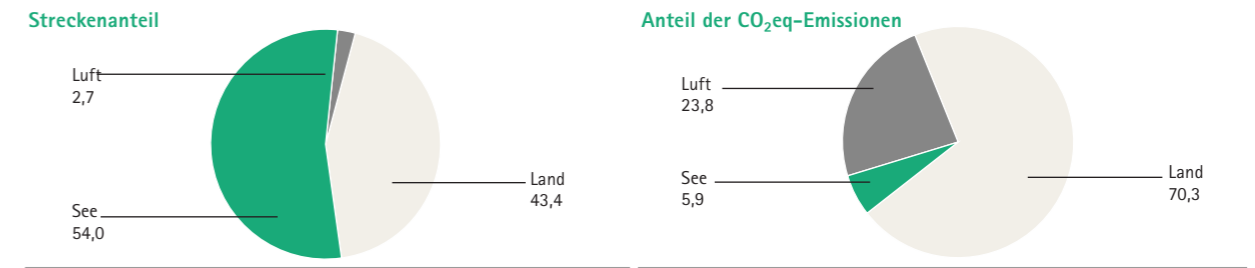 Streckenanteil
Luft
2,7
Land
43,4
See
54,0
Anteil der CO₂eq-Emissionen
Luft
23,8
See
5,9
Land
70,3